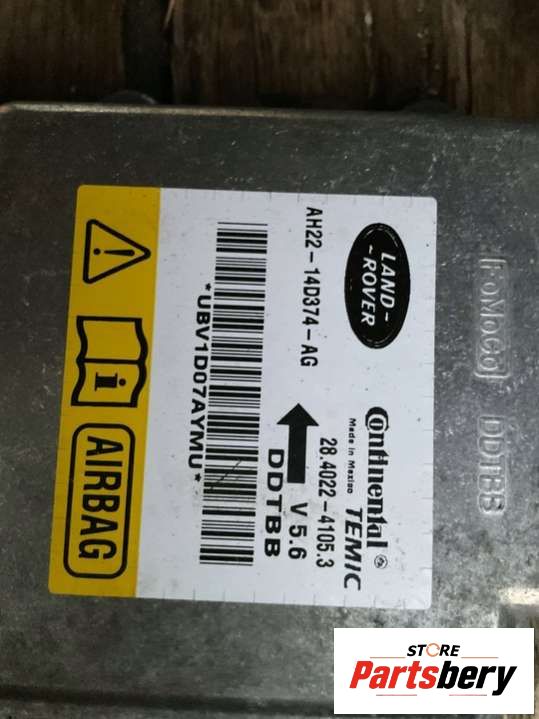 LAND-
-ROVER
AH22-14D374-AG
*UBV1D07AYMU*
AIRBAG
Continental
Made in Mexico TEMIC
28.4022-4105.3
V 5.6
DDTBB
FoMoCo DDTBB
STORE
Partsbery